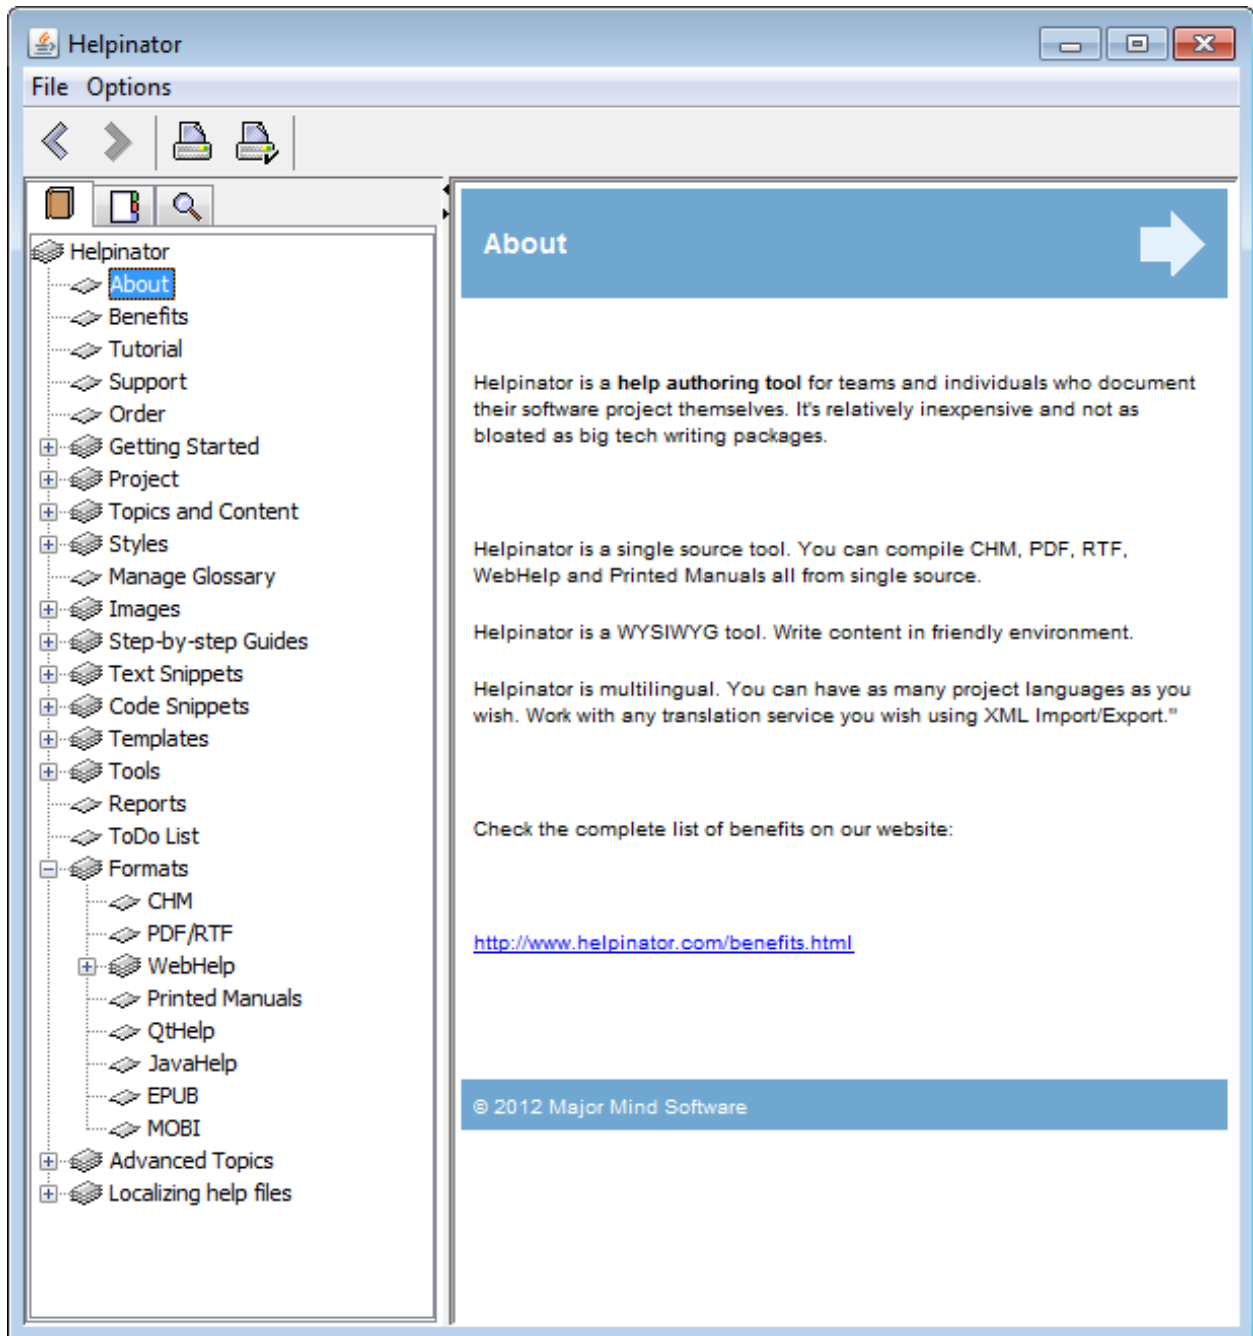 Helpinator
File Options
Helpinator
About
Benefits
Tutorial
Support
Order
Getting Started
Project
Topics and Content
Styles
Manage Glossary
Images
Step-by-step Guides
Text Snippets
Code Snippets
Templates
Tools
Reports
ToDo List
Formats
CHM
PDF/RTF
WebHelp
Printed Manuals
QtHelp
JavaHelp
EPUB
MOBI
Advanced Topics
Localizing help files
About
Helpinator is a help authoring tool for teams and individuals who document
their software project themselves. It's relatively inexpensive and not as
bloated as big tech writing packages.
Helpinator is a single source tool. You can compile CHM, PDF, RTF,
WebHelp and Printed Manuals all from single source.
Helpinator is a WYSIWYG tool. Write content in friendly environment.
Helpinator is multilingual. You can have as many project languages as you
wish. Work with any translation service you wish using XML Import/Export."
Check the complete list of benefits on our website:
http://www.helpinator.com/benefits.html
© 2012 Major Mind Software